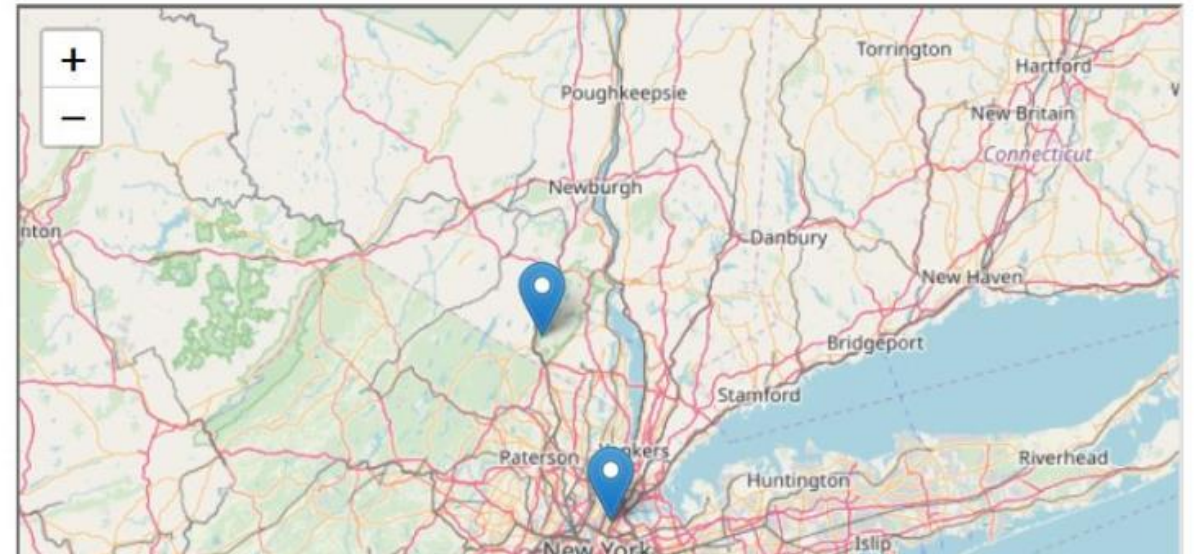 +
−
Torrington
Hartford
Poughkeepsie
New Britain
Connecticut
Newburgh
nton
Danbury
New Haven
Bridgeport
Stamford
Paterson
Huntington
Riverhead
New York
Islip